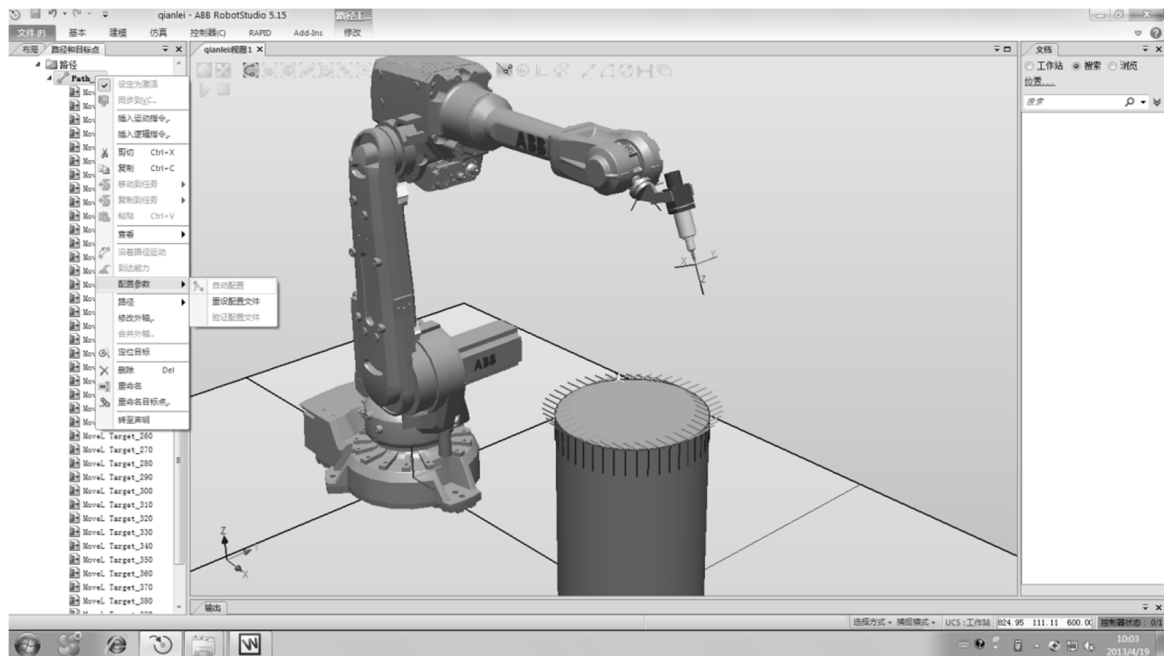 qianlei - ABB RobotStudio 5.15
路径工...
文件(F) 基本 建模 仿真 控制器(C) RAPID Add-Ins 修改
布局 路径和目标点
qianlei:视图1
文档
路径
Path_
工作站 搜索 浏览
位置...
搜索
设定为激活
同步到VC...
插入运动指令...
插入逻辑指令...
剪切 Ctrl+X
复制 Ctrl+C
移动到任务
复制到任务
粘贴 Ctrl+V
查看
沿着路径运动
到达能力
配置参数
自动配置
重设配置文件
验证配置文件
路径
修改外轴...
合并外轴...
定位目标
删除 Del
重命名
重命名目标点...
转至声明
ABB
ABB
X Y
Z
MoveL Target_260
MoveL Target_270
MoveL Target_280
MoveL Target_290
MoveL Target_300
MoveL Target_310
MoveL Target_320
MoveL Target_330
MoveL Target_340
MoveL Target_350
MoveL Target_360
MoveL Target_370
MoveL Target_380
Z
Y
X
输出
选择方式 捕捉模式 UCS:工作站 824.95 111.11 600.00 控制器状态: 0/1
10:03
2013/4/19